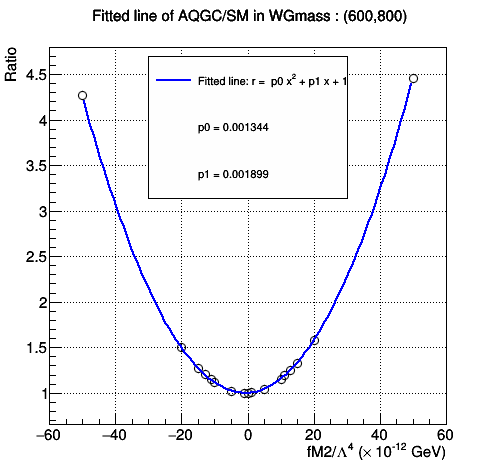 Fitted line of AQGC/SM in WGmass : (600,800)
Ratio
Fitted line: r = p0 x² + p1 x + 1
p0 = 0.001344
p1 = 0.001899
4.5
4
3.5
3
2.5
2
1.5
1
−60 −40 −20 0 20 40 60
fM2/Λ⁴ (× 10⁻¹² GeV)